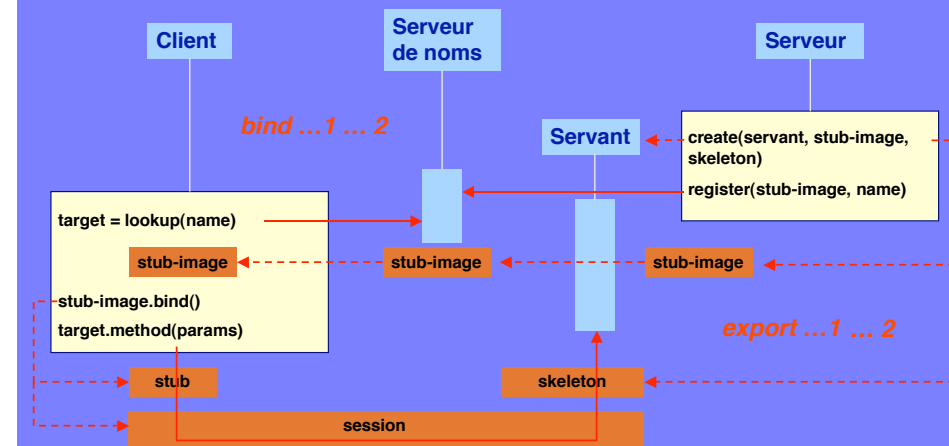 Client
Serveur
de noms
Serveur
bind ...1 ... 2
Servant
create(servant, stub-image,
skeleton)
register(stub-image, name)
target = lookup(name)
stub-image
stub-image
stub-image
stub-image.bind()
target.method(params)
export ...1 ... 2
stub
skeleton
session